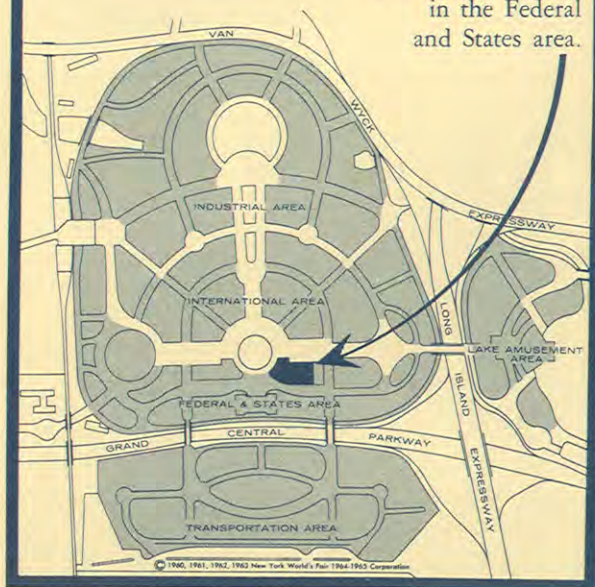 in the Federal
and States area.
VAN
WYCK
EXPRESSWAY
INDUSTRIAL AREA
INTERNATIONAL AREA
LONG
ISLAND
EXPRESSWAY
LAKE AMUSEMENT
AREA
FEDERAL & STATES AREA
GRAND
CENTRAL
PARKWAY
TRANSPORTATION AREA
© 1960, 1961, 1962, 1963 New York World's Fair 1964-1965 Corporation